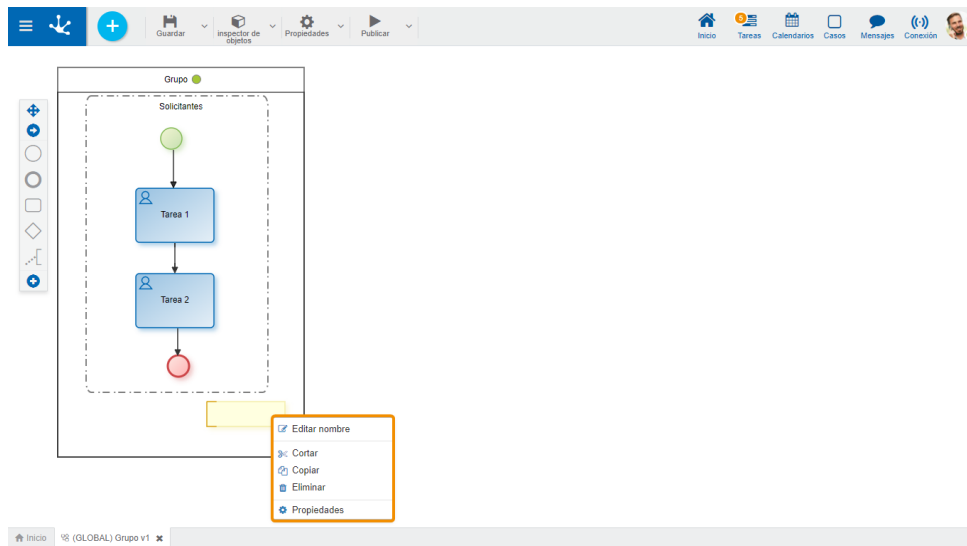 Guardar
inspector de
objetos
Propiedades
Publicar
Inicio
5
Tareas
Calendarios
Casos
Mensajes
Conexión
Grupo
Solicitantes
Tarea 1
Tarea 2
Editar nombre
Cortar
Copiar
Eliminar
Propiedades
Inicio
(GLOBAL) Grupo v1